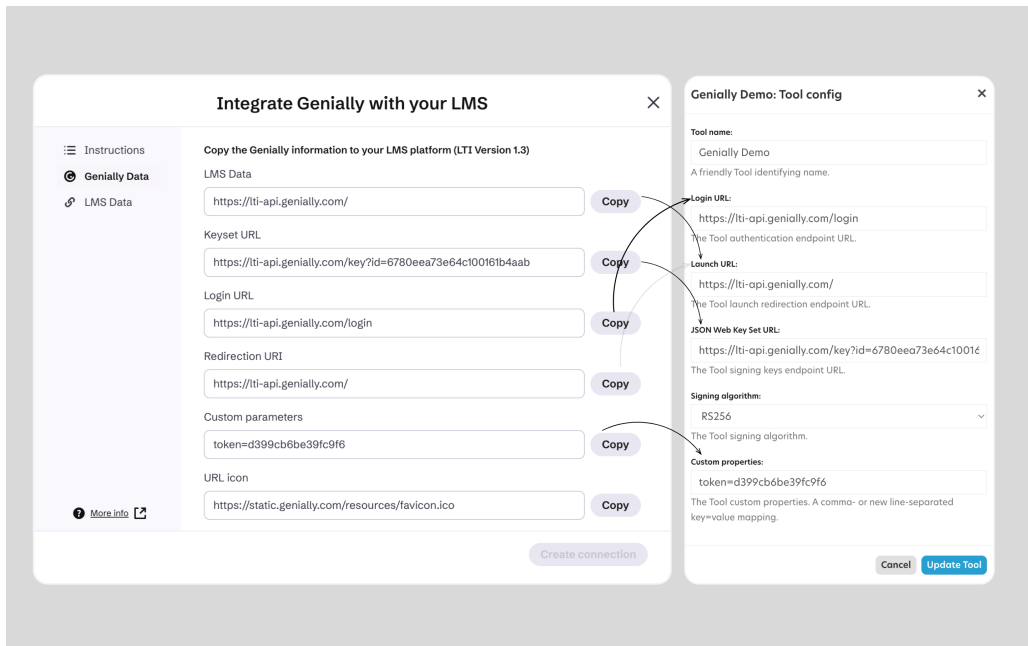 Integrate Genially with your LMS
Instructions
Genially Data
LMS Data
More info
Copy the Genially information to your LMS platform (LTI Version 1.3)
LMS Data
https://lti-api.genially.com/
Copy
Keyset URL
https://lti-api.genially.com/key?id=6780eea73e64c100161b4aab
Copy
Login URL
https://lti-api.genially.com/login
Copy
Redirection URI
https://lti-api.genially.com/
Copy
Custom parameters
token=d399cb6be39fc9f6
Copy
URL icon
https://static.genially.com/resources/favicon.ico
Copy
Create connection
Genially Demo: Tool config
Tool name:
Genially Demo
A friendly Tool identifying name.
Login URL:
https://lti-api.genially.com/login
The Tool authentication endpoint URL.
Launch URL:
https://lti-api.genially.com/
The Tool launch redirection endpoint URL.
JSON Web Key Set URL:
https://lti-api.genially.com/key?id=6780eea73e64c10016
The Tool signing keys endpoint URL.
Signing algorithm:
RS256
The Tool signing algorithm.
Custom properties:
token=d399cb6be39fc9f6
The Tool custom properties. A comma- or new line-separated
key=value mapping.
Cancel
Update Tool